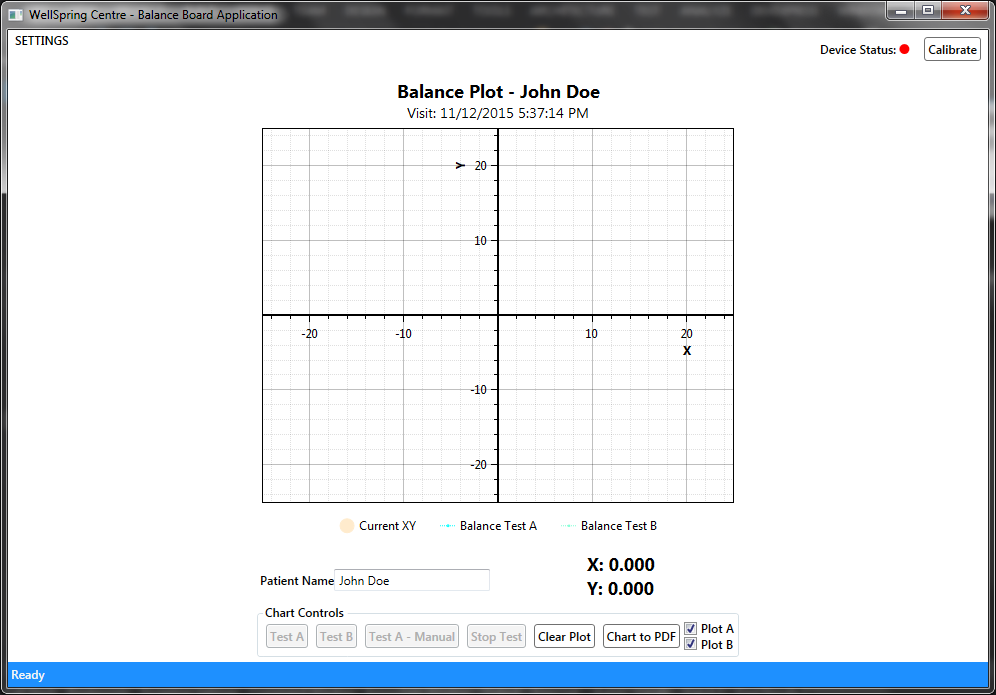 WellSpring Centre - Balance Board Application
SETTINGS
Device Status:
Calibrate
Balance Plot - John Doe
Visit: 11/12/2015 5:37:14 PM
Y 20
10
-20 -10 10 20
X
-10
-20
Current XY Balance Test A Balance Test B
X: 0.000
Patient Name John Doe
Y: 0.000
Chart Controls
Test A Test B Test A - Manual Stop Test Clear Plot Chart to PDF
Plot A
Plot B
Ready